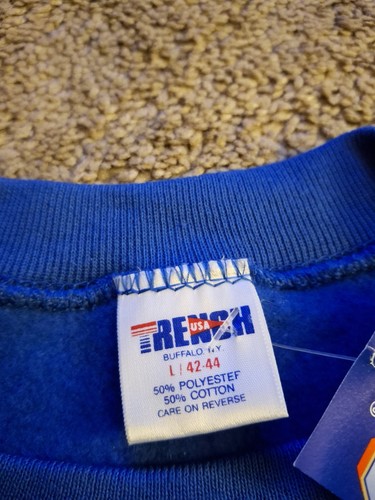 TRENCH
USA
BUFFALO, NY
L / 42-44
50% POLYESTER
50% COTTON
CARE ON REVERSE